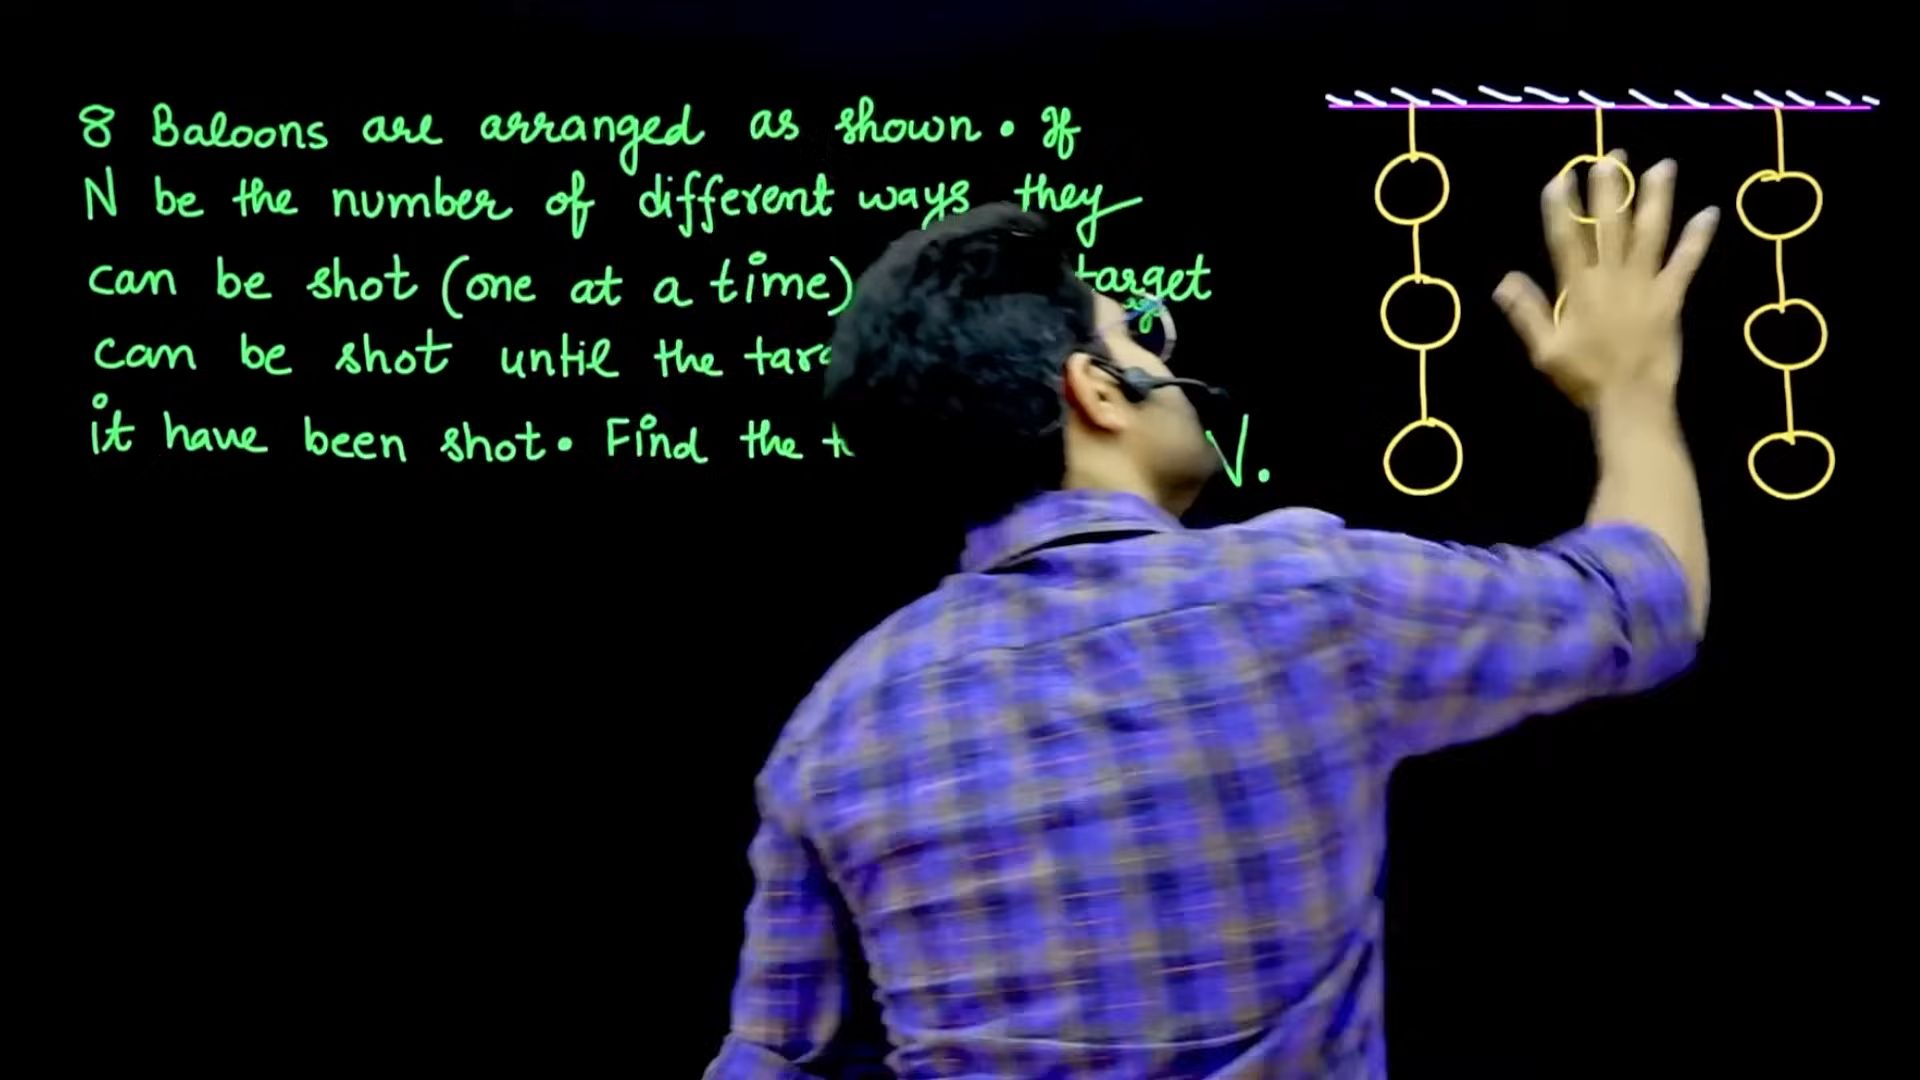 8 Baloons are arranged as shown. If
N be the number of different ways they
can be shot (one at a time) target
can be shot until the
it have been shot. Find the